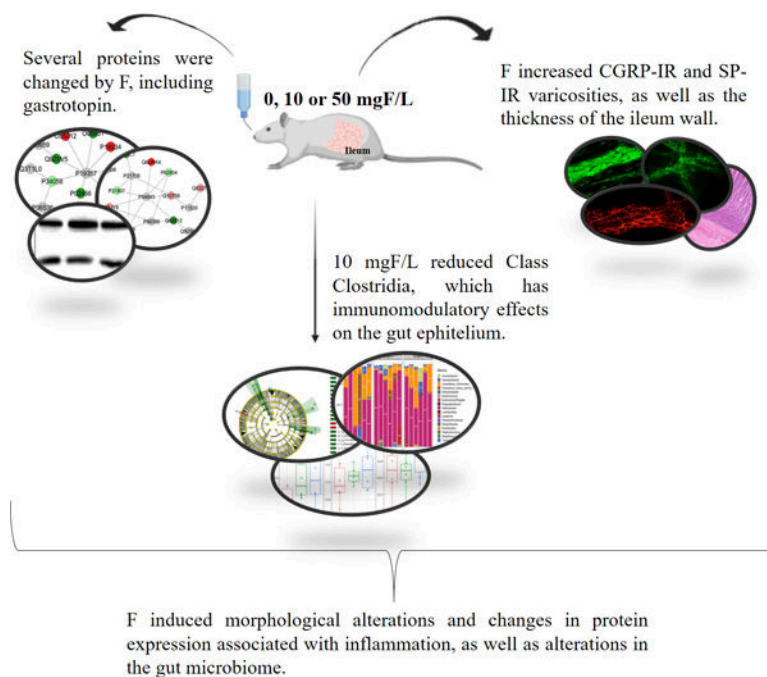 Several proteins were
changed by F, including
gastrotopin.
0, 10 or 50 mgF/L
Ileum
F increased CGRP-IR and SP-
IR varicosities, as well as the
thickness of the ileum wall.
10 mgF/L reduced Class
Clostridia, which has
immunomodatory effects
on the gut ephitelium.
F induced morphological alterations and changes in protein
expression associated with inflammation, as well as alterations in
the gut microbiome.